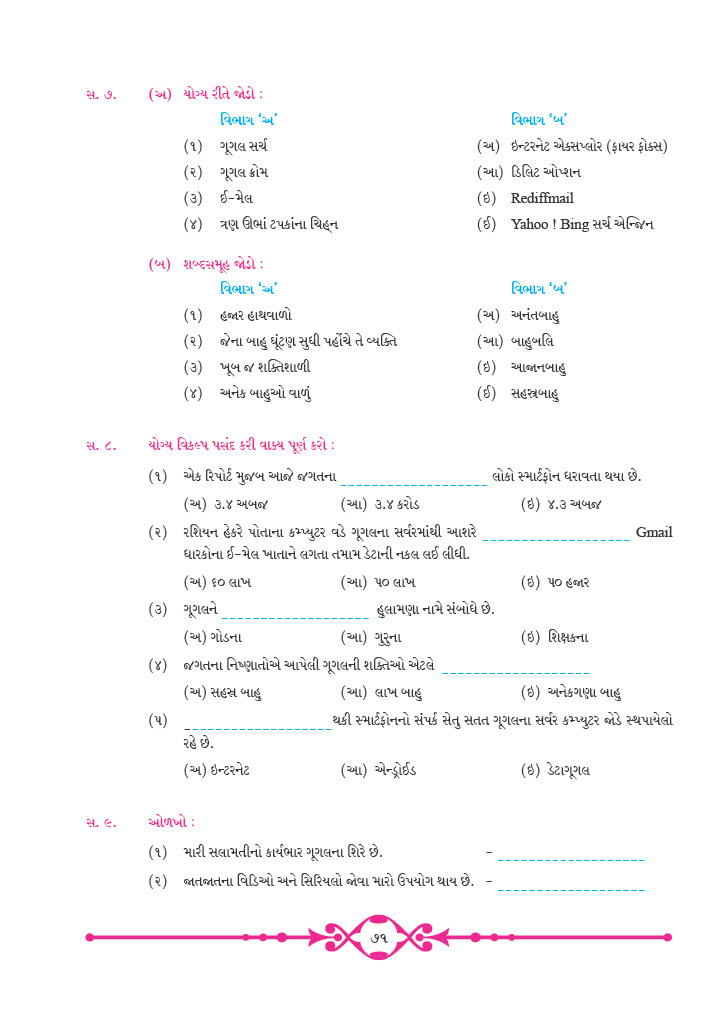 સ. ૭. (અ) યોગ્ય રીતે જોડો :
વિભાગ ‘અ’ વિભાગ ‘બ’
(૧) ગૂગલ સર્ચ (અ) ઇન્ટરનેટ એક્સપ્લોર (ફાયર ફોક્સ)
(૨) ગૂગલ ક્રોમ (આ) ડિલિટ ઓપ્શન
(૩) ઈ-મેલ (ઇ) Rediffmail
(૪) ત્રણ ઊભાં ટપકાંના ચિહ્ન (ઈ) Yahoo ! Bing સર્ચ એન્જિન
(બ) શબ્દસમૂહ જોડો :
વિભાગ ‘અ’ વિભાગ ‘બ’
(૧) હજાર હાથવાળો (અ) અનંતબાહુ
(૨) જેના બાહુ ઘૂંટણ સુધી પહોંચે તે વ્યક્તિ (આ) બાહુબલિ
(૩) ખૂબ જ શક્તિશાળી (ઇ) આજાનબાહુ
(૪) અનેક બાહુઓ વાળું (ઈ) સહસ્ત્રબાહુ
સ. ૮. યોગ્ય વિકલ્પ પસંદ કરી વાક્ય પૂર્ણ કરો :
(૧) એક રિપોર્ટ મુજબ આજે જગતના ___________________ લોકો સ્માર્ટફોન ધરાવતા થયા છે.
(અ) ૩.૪ અબજ (આ) ૩.૪ કરોડ (ઇ) ૪.૩ અબજ
(૨) રશિયન હેકરે પોતાના કમ્પ્યુટર વડે ગૂગલના સર્વરમાંથી આશરે ___________________ Gmail
ધારકોના ઈ-મેલ ખાતાને લગતા તમામ ડેટાની નકલ લઈ લીધી.
(અ) ૬૦ લાખ (આ) ૫૦ લાખ (ઇ) ૫૦ હજાર
(૩) ગૂગલને ___________________ હુલામણા નામે સંબોધે છે.
(અ) ગોડના (આ) ગુરુના (ઇ) શિક્ષકના
(૪) જગતના નિષ્ણાતોએ આપેલી ગૂગલની શક્તિઓ એટલે ___________________
(અ) સહસ્ર બાહુ (આ) લાખ બાહુ (ઇ) અનેકગણા બાહુ
(૫) ___________________ થકી સ્માર્ટફોનનો સંપર્ક સેતુ સતત ગૂગલના સર્વર કમ્પ્યુટર જોડે સ્થપાયેલો
રહે છે.
(અ) ઇન્ટરનેટ (આ) એન્ડ્રોઈડ (ઇ) ડેટાગૂગલ
સ. ૯. ઓળખો :
(૧) મારી સલામતીનો કાર્યભાર ગૂગલના શિરે છે. - ___________________
(૨) જાતજાતના વિડિઓ અને સિરિયલો જોવા મારો ઉપયોગ થાય છે. - ___________________
૭૧